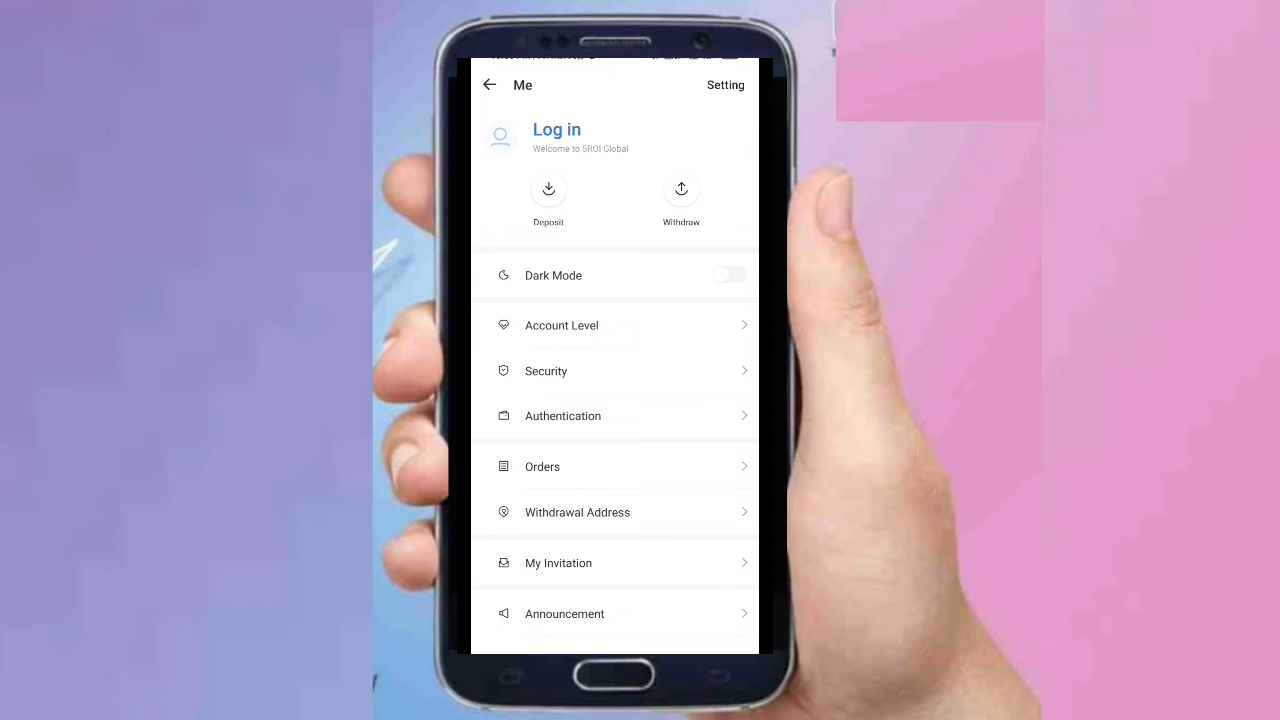 Me
Setting
Log in
Welcome to 5ROI Global
Deposit
Withdraw
Dark Mode
Account Level
Security
Authentication
Orders
Withdrawal Address
My Invitation
Announcement